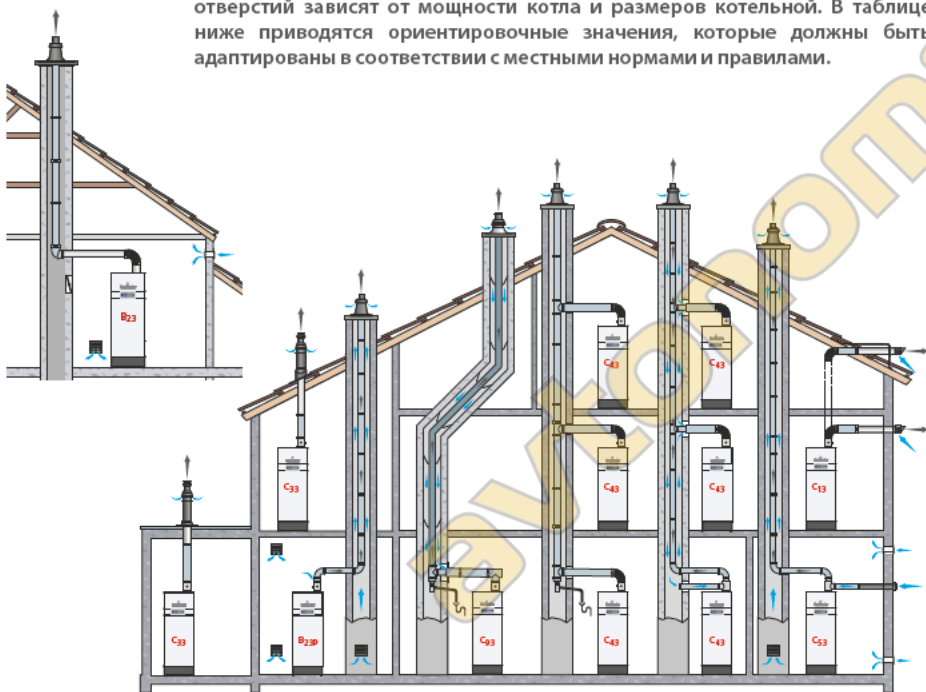 отверстий зависят от мощности котла и размеров котельной. В таблице
ниже приводятся ориентировочные значения, которые должны быть
адаптированы в соответствии с местными нормами и правилами.
B23
C43 C43
C33 C43 C43 C13
C33 B23P C93 C43 C43 C53
avtonom